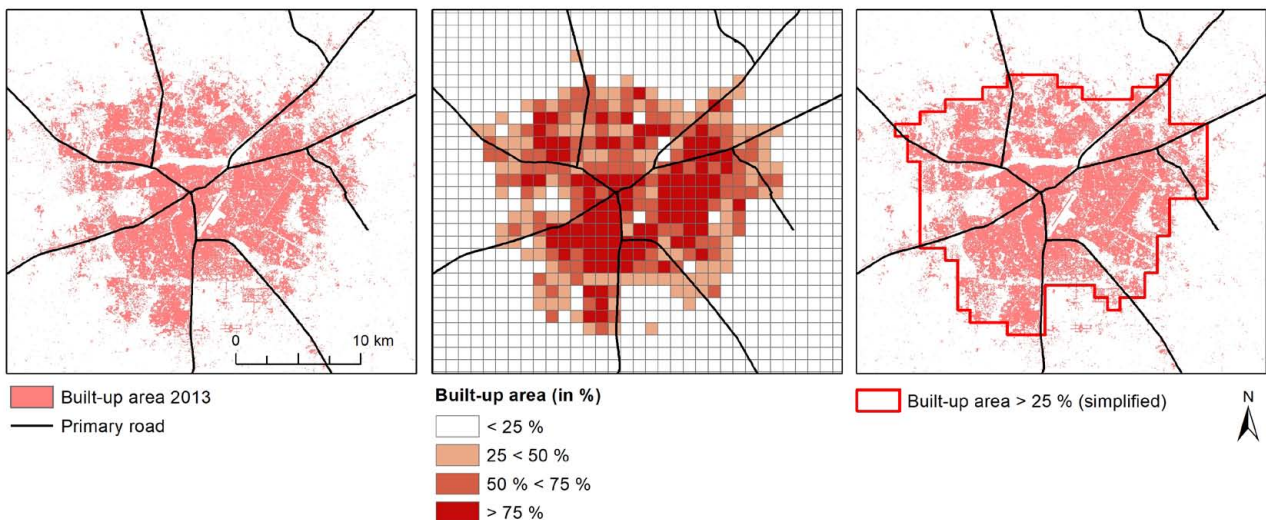 0 10 km
Built-up area 2013
Primary road
Built-up area (in %)
< 25 %
25 < 50 %
50 % < 75 %
> 75 %
Built-up area > 25 % (simplified)
N